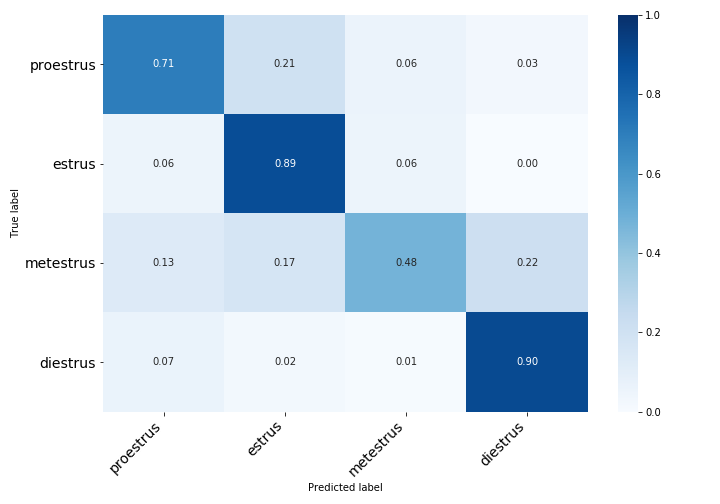 proestrus 0.71 0.21 0.06 0.03
estrus 0.06 0.89 0.06 0.00
metestrus 0.13 0.17 0.48 0.22
diestrus 0.07 0.02 0.01 0.90
proestrus estrus metestrus diestrus
True label
Predicted label
1.0
0.8
0.6
0.4
0.2
0.0